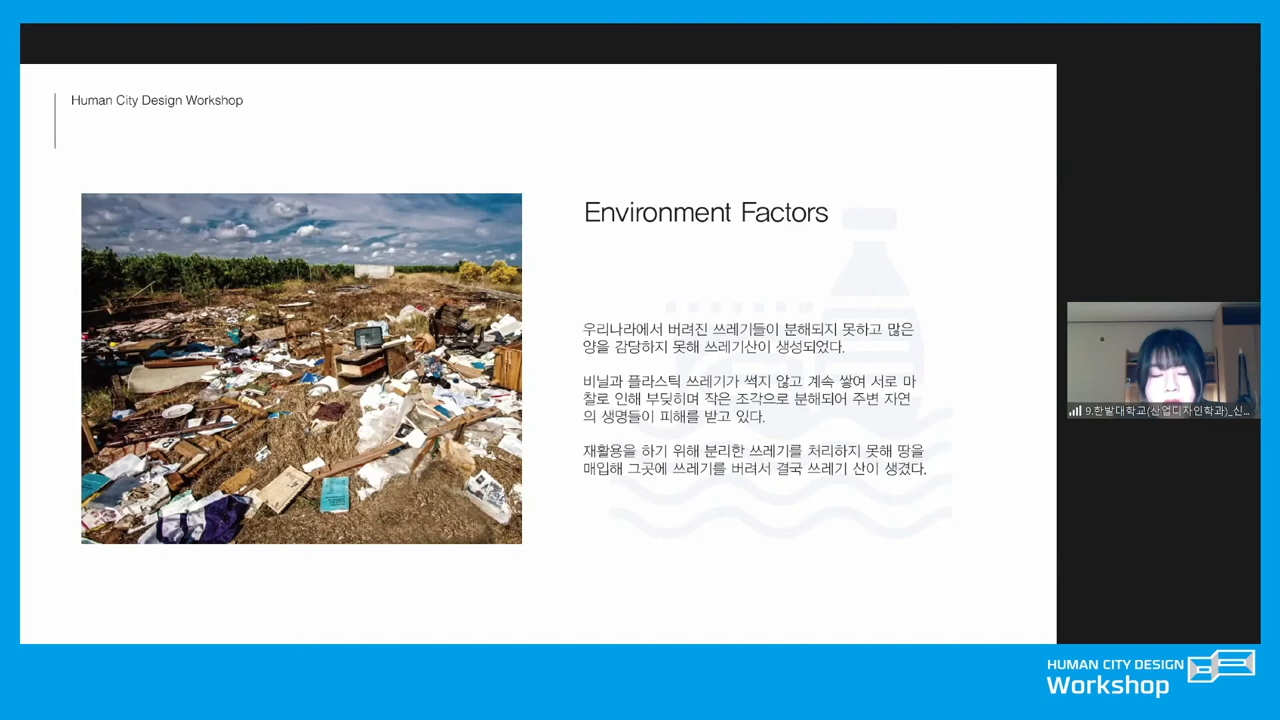 Human City Design Workshop
Environment Factors
우리나라에서 버려진 쓰레기들이 분해되지 못하고 많은
양을 감당하지 못해 쓰레기산이 생성되었다.
비닐과 플라스틱 쓰레기가 썩지 않고 계속 쌓여 서로 마
찰로 인해 부딪히며 작은 조각으로 분해되어 주변 자연
의 생명들이 피해를 받고 있다.
재활용을 하기 위해 분리한 쓰레기를 처리하지 못해 땅을
매입해 그곳에 쓰레기를 버려서 결국 쓰레기 산이 생겼다.
9.한밭대학교(산업디자인학과)_신...
HUMAN CITY DESIGN
Workshop